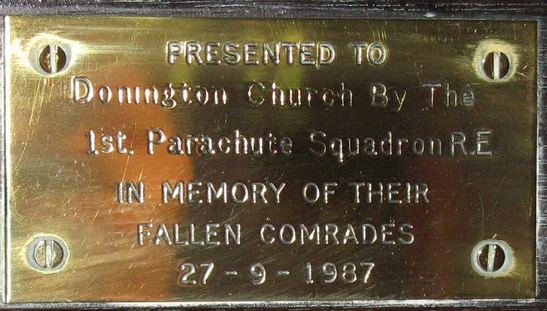 PRESENTED TO
Donington Church By The
1st. Parachute Squadron R.E
IN MEMORY OF THEIR
FALLEN COMRADES
27-9-1987